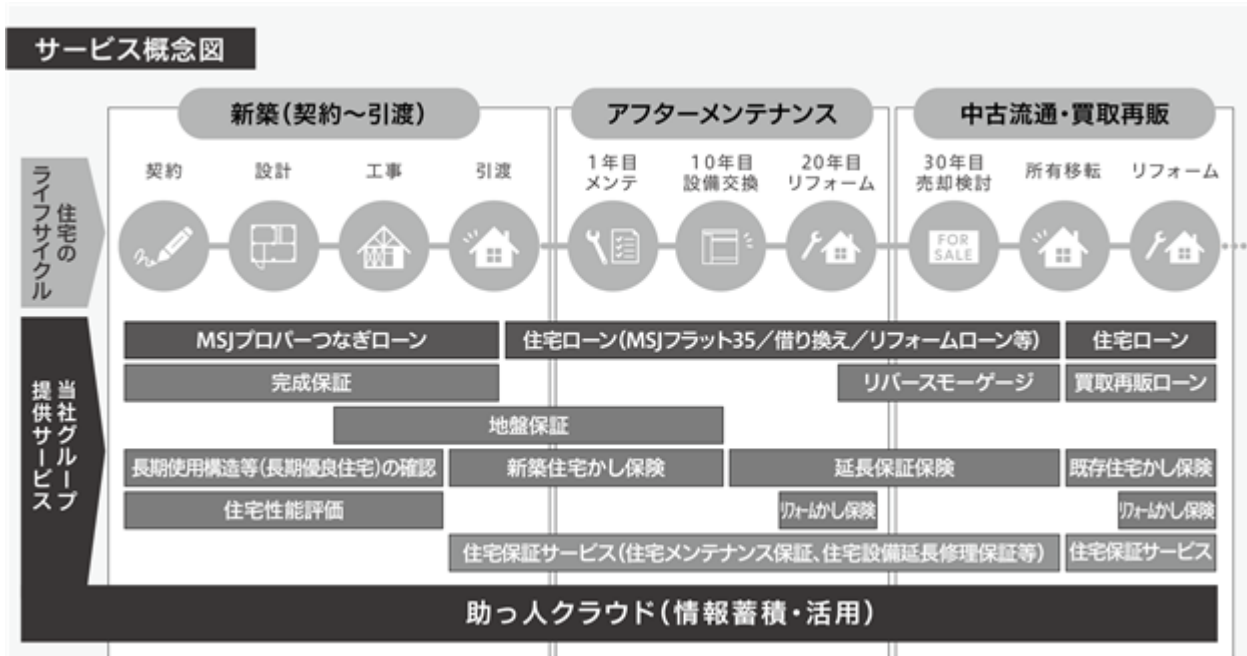 サービス概念図
新築(契約〜引渡)
アフターメンテナンス
中古流通・買取再販
住宅の
ライフサイクル
契約
設計
工事
引渡
1年目
メンテ
10年目
設備交換
20年目
リフォーム
30年目
売却検討
所有移転
リフォーム
FOR
SALE
当社グループ
提供サービス
MSJプロパーつなぎローン
住宅ローン(MSJフラット35/借り換え/リフォームローン等)
住宅ローン
完成保証
リバースモーゲージ
買取再販ローン
地盤保証
長期使用構造等(長期優良住宅)の確認
新築住宅かし保険
延長保証保険
既存住宅かし保険
住宅性能評価
リフォームかし保険
リフォームかし保険
住宅保証サービス(住宅メンテナンス保証、住宅設備延長修理保証等)
住宅保証サービス
助っ人クラウド(情報蓄積・活用)